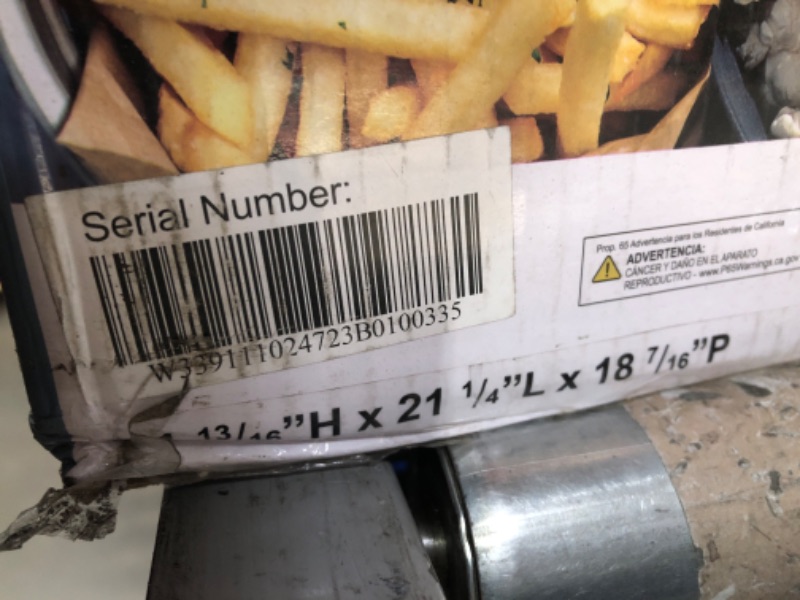 Serial Number:
W339111024723B0100335
Prop. 65 Advertencia para los Residentes de California
ADVERTENCIA:
CÁNCER Y DAÑO EN EL APARATO
REPRODUCTIVO - www.P65Warnings.ca.gov
13/16”H x 21 1/4”L x 18 7/16”P